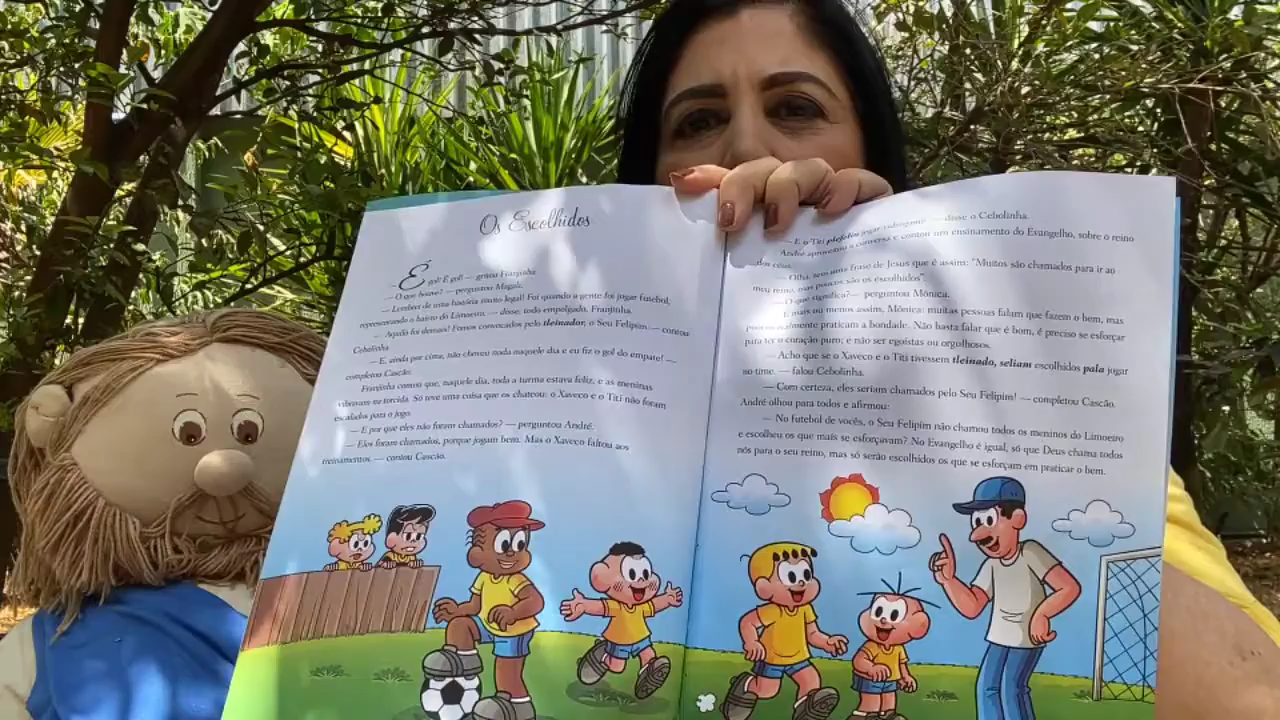 Os Escolhidos
É gol! É gol! — gritou Franjinha.
— O que houve? — perguntou Magali.
— Lembrei de uma história muito legal! Foi quando a gente foi jogar futebol,
representando o bairro do Limoeiro — disse, todo empolgado, Franjinha.
— Aquilo foi demais! Fomos convocados pelo tleinador, o Seu Felipim — contou
Cebolinha.
— E, ainda por cima, não choveu nada naquele dia e eu fiz o gol do empate! —
completou Cascão.
Franjinha contou que, naquele dia, toda a turma estava feliz, e as meninas
vibravam na torcida. Só teve uma coisa que os chateou: o Xaveco e o Titi não foram
escalados para o jogo.
— E por que eles não foram chamados? — perguntou André.
— Eles foram chamados, porque jogam bem. Mas o Xaveco faltou aos
treinamentos. — contou Cascão.
— E o Titi plefeliu jogar videogame — disse o Cebolinha.
André aproveitou a conversa e contou um ensinamento do Evangelho, sobre o reino
dos céus.
— Olha, tem uma frase de Jesus que é assim: "Muitos são chamados para ir ao
meu reino, mas poucos são os escolhidos".
— O que significa? — perguntou Mônica.
— É mais ou menos assim, Mônica: muitas pessoas falam que fazem o bem, mas
poucas realmente praticam a bondade. Não basta falar que é bom, é preciso se esforçar
para ter o coração puro, e não ser egoístas ou orgulhosos.
— Acho que se o Xaveco e o Titi tivessem tleinado, seliam escolhidos pala jogar
no time. — falou Cebolinha.
— Com certeza, eles seriam chamados pelo Seu Felipim! — completou Cascão.
André olhou para todos e afirmou:
— No futebol de vocês, o Seu Felipim não chamou todos os meninos do Limoeiro
e escolheu os que mais se esforçavam? No Evangelho é igual, só que Deus chama todos
nós para o seu reino, mas só serão escolhidos os que se esforçam em praticar o bem.